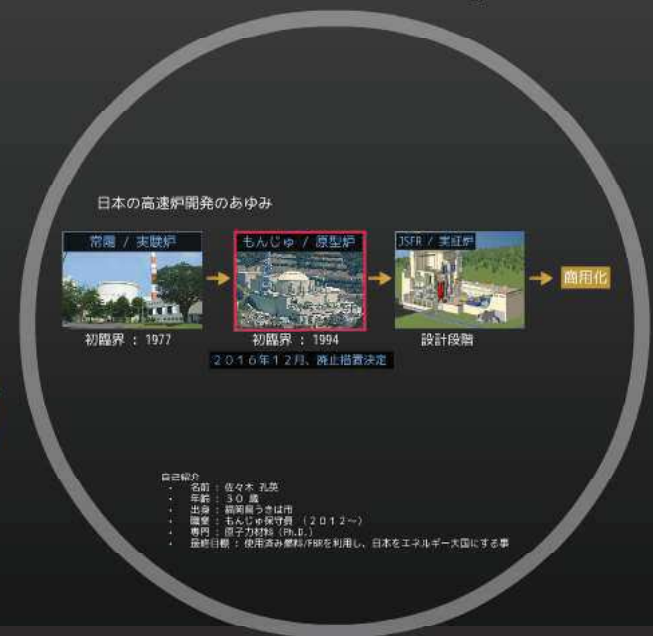 日本の高速炉開発のあゆみ
常陽 / 実験炉
もんじゅ / 原型炉
JSFR / 実証炉
商用化
初臨界 : 1977
初臨界 : 1994
設計段階
2016年12月、廃止措置決定
自己紹介
・ 名前 : 佐々木 孔英
・ 年齢 : 30 歳
・ 出身 : 福岡県うきは市
・ 職業 : もんじゅ保守員 (2012~)
・ 専門 : 原子力材料 (Ph.D.)
・ 最終目標 : 使用済み燃料/FBRを利用し、日本をエネルギー大国にする事